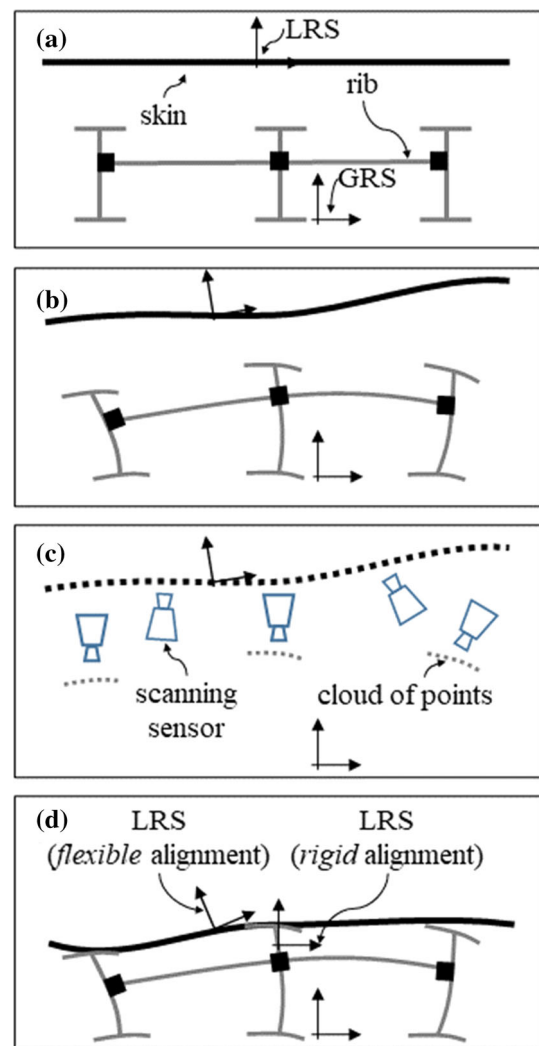 (a)
LRS
skin
rib
GRS
(b)
(c)
scanning
sensor
cloud of points
(d)
LRS
(flexible alignment)
LRS
(rigid alignment)